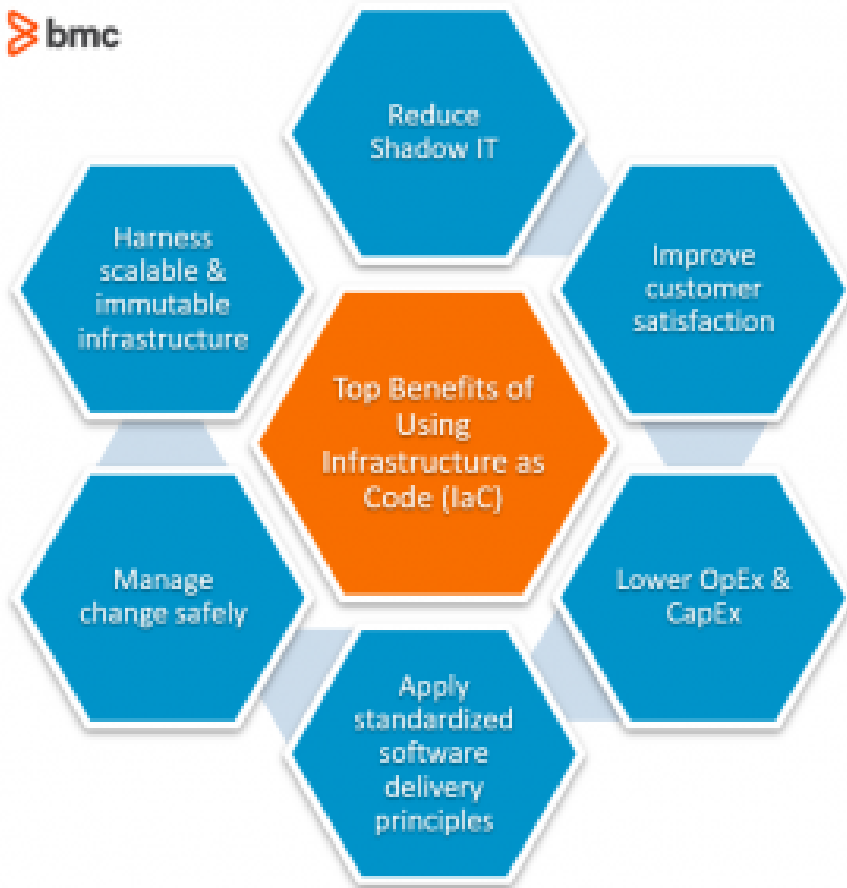 bmc
Reduce
Shadow IT
Improve
customer
satisfaction
Lower OpEx &
CapEx
Apply
standardized
software
delivery
principles
Manage
change safely
Harness
scalable &
immutable
infrastructure
Top Benefits of
Using
Infrastructure as
Code (IaC)